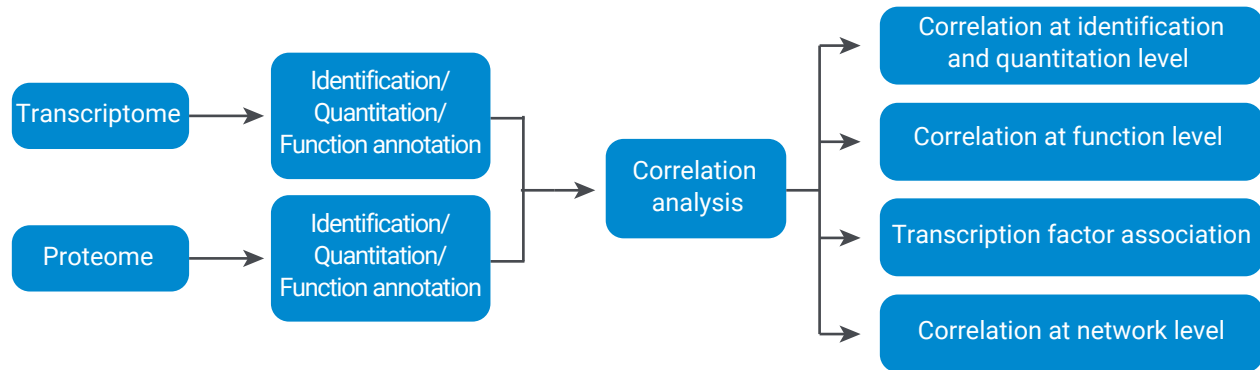 Transcriptome
Identification/
Quantitation/
Function annotation
Proteome
Identification/
Quantitation/
Function annotation
Correlation
analysis
Correlation at identification
and quantitation level
Correlation at function level
Transcription factor association
Correlation at network level